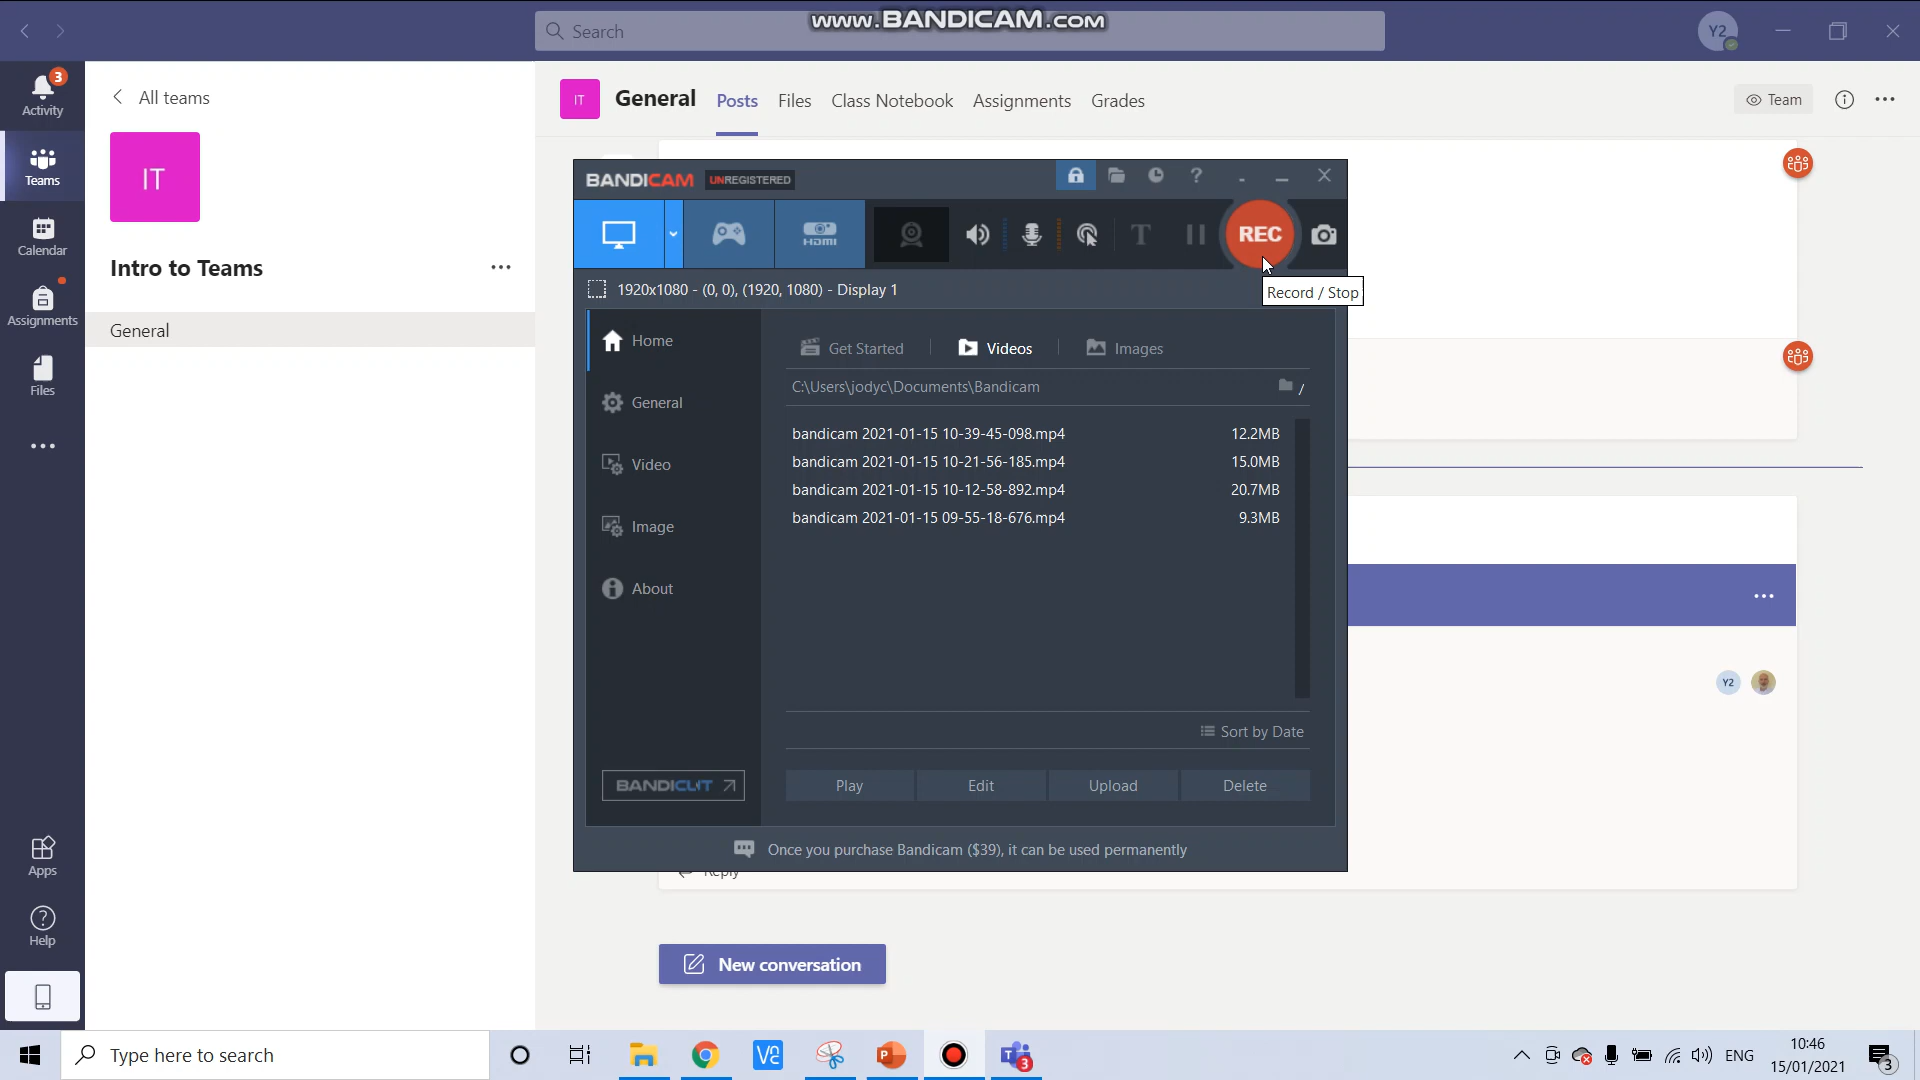 Search
www.BANDICAM.COM
Y2
3
Activity
Teams
Calendar
Assignments
Files
Apps
Help
All teams
IT
Intro to Teams
General
IT
General
Posts
Files
Class Notebook
Assignments
Grades
Team
BANDICAM
UNREGISTERED
?
HDMI
T
REC
Record / Stop
1920x1080 - (0, 0), (1920, 1080) - Display 1
Home
General
Video
Image
About
BANDICUT
Get Started
Videos
Images
C:\Users\jodyc\Documents\Bandicam
/
bandicam 2021-01-15 10-39-45-098.mp4 12.2MB
bandicam 2021-01-15 10-21-56-185.mp4 15.0MB
bandicam 2021-01-15 10-12-58-892.mp4 20.7MB
bandicam 2021-01-15 09-55-18-676.mp4 9.3MB
Sort by Date
Play
Edit
Upload
Delete
Once you purchase Bandicam ($39), it can be used permanently
Y2
Reply
New conversation
Type here to search
3
ENG
10:46
15/01/2021
3